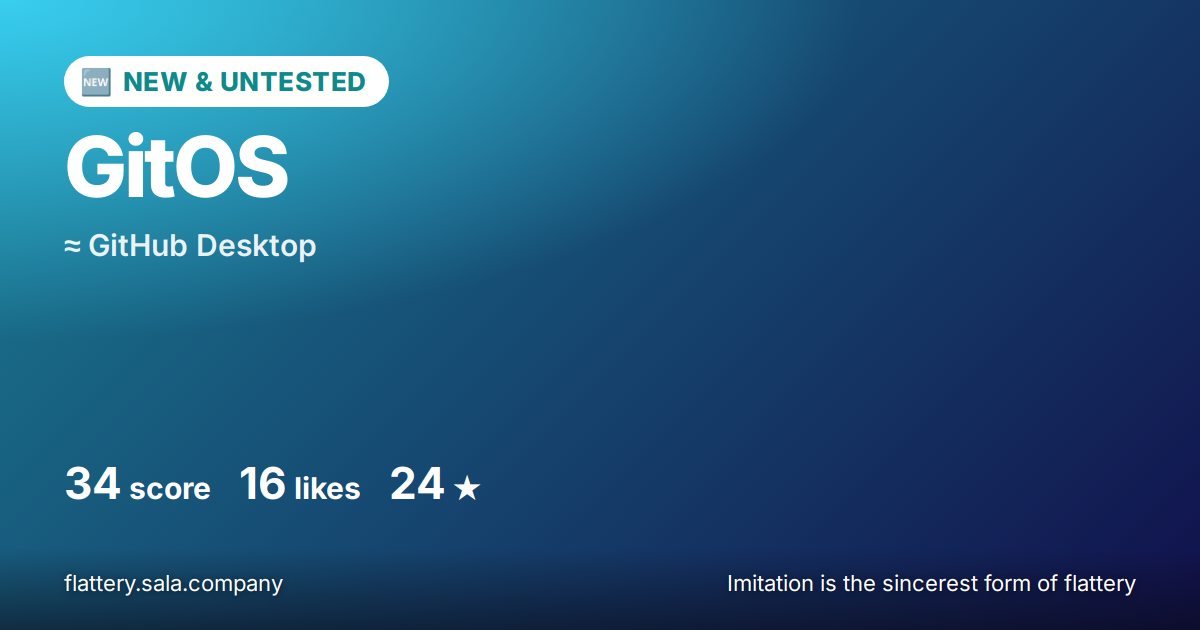 🆕 NEW & UNTESTED
GitOS
≈ GitHub Desktop
34 score 16 likes 24 ★
flattery.sala.company
Imitation is the sincerest form of flattery